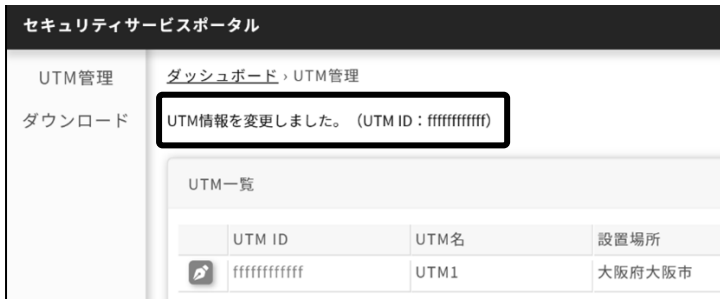 セキュリティサービスポータル
UTM管理
ダウンロード
ダッシュボード › UTM管理
UTM情報を変更しました。（UTM ID：ffffffffffff）
UTM一覧
UTM ID UTM名 設置場所
ffffffffffff UTM1 大阪府大阪市